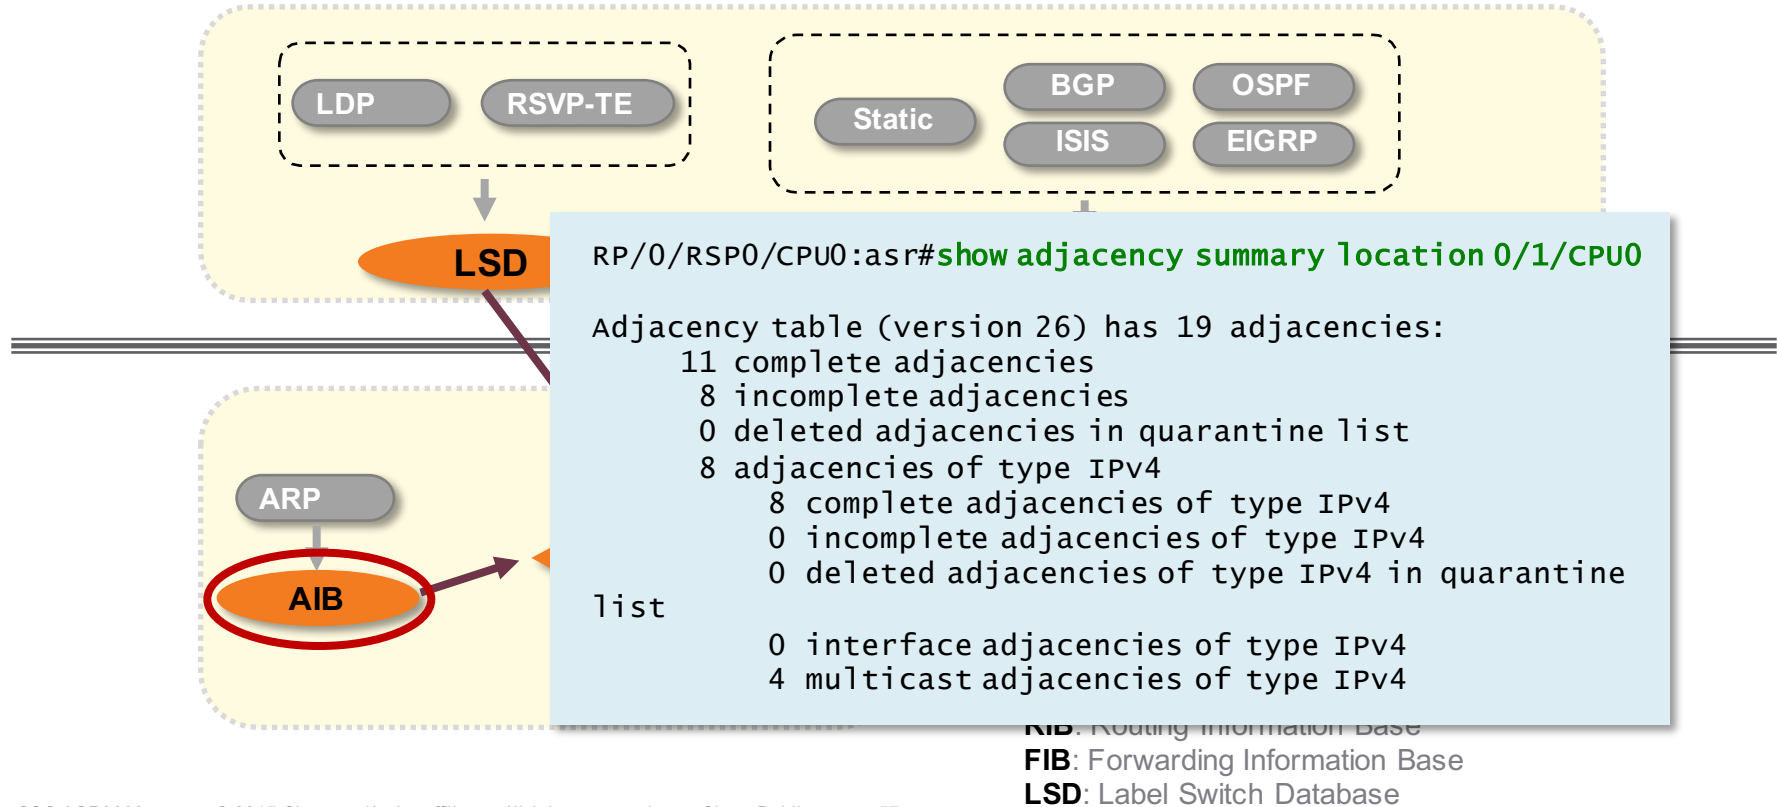 LDP
RSVP-TE
Static
BGP
OSPF
ISIS
EIGRP
LSD
RP/0/RSP0/CPU0:asr#show adjacency summary location 0/1/CPU0
Adjacency table (version 26) has 19 adjacencies:
11 complete adjacencies
8 incomplete adjacencies
0 deleted adjacencies in quarantine list
8 adjacencies of type IPv4
8 complete adjacencies of type IPv4
0 incomplete adjacencies of type IPv4
0 deleted adjacencies of type IPv4 in quarantine
list
0 interface adjacencies of type IPv4
4 multicast adjacencies of type IPv4
ARP
AIB
RIB: Routing Information Base
FIB: Forwarding Information Base
LSD: Label Switch Database